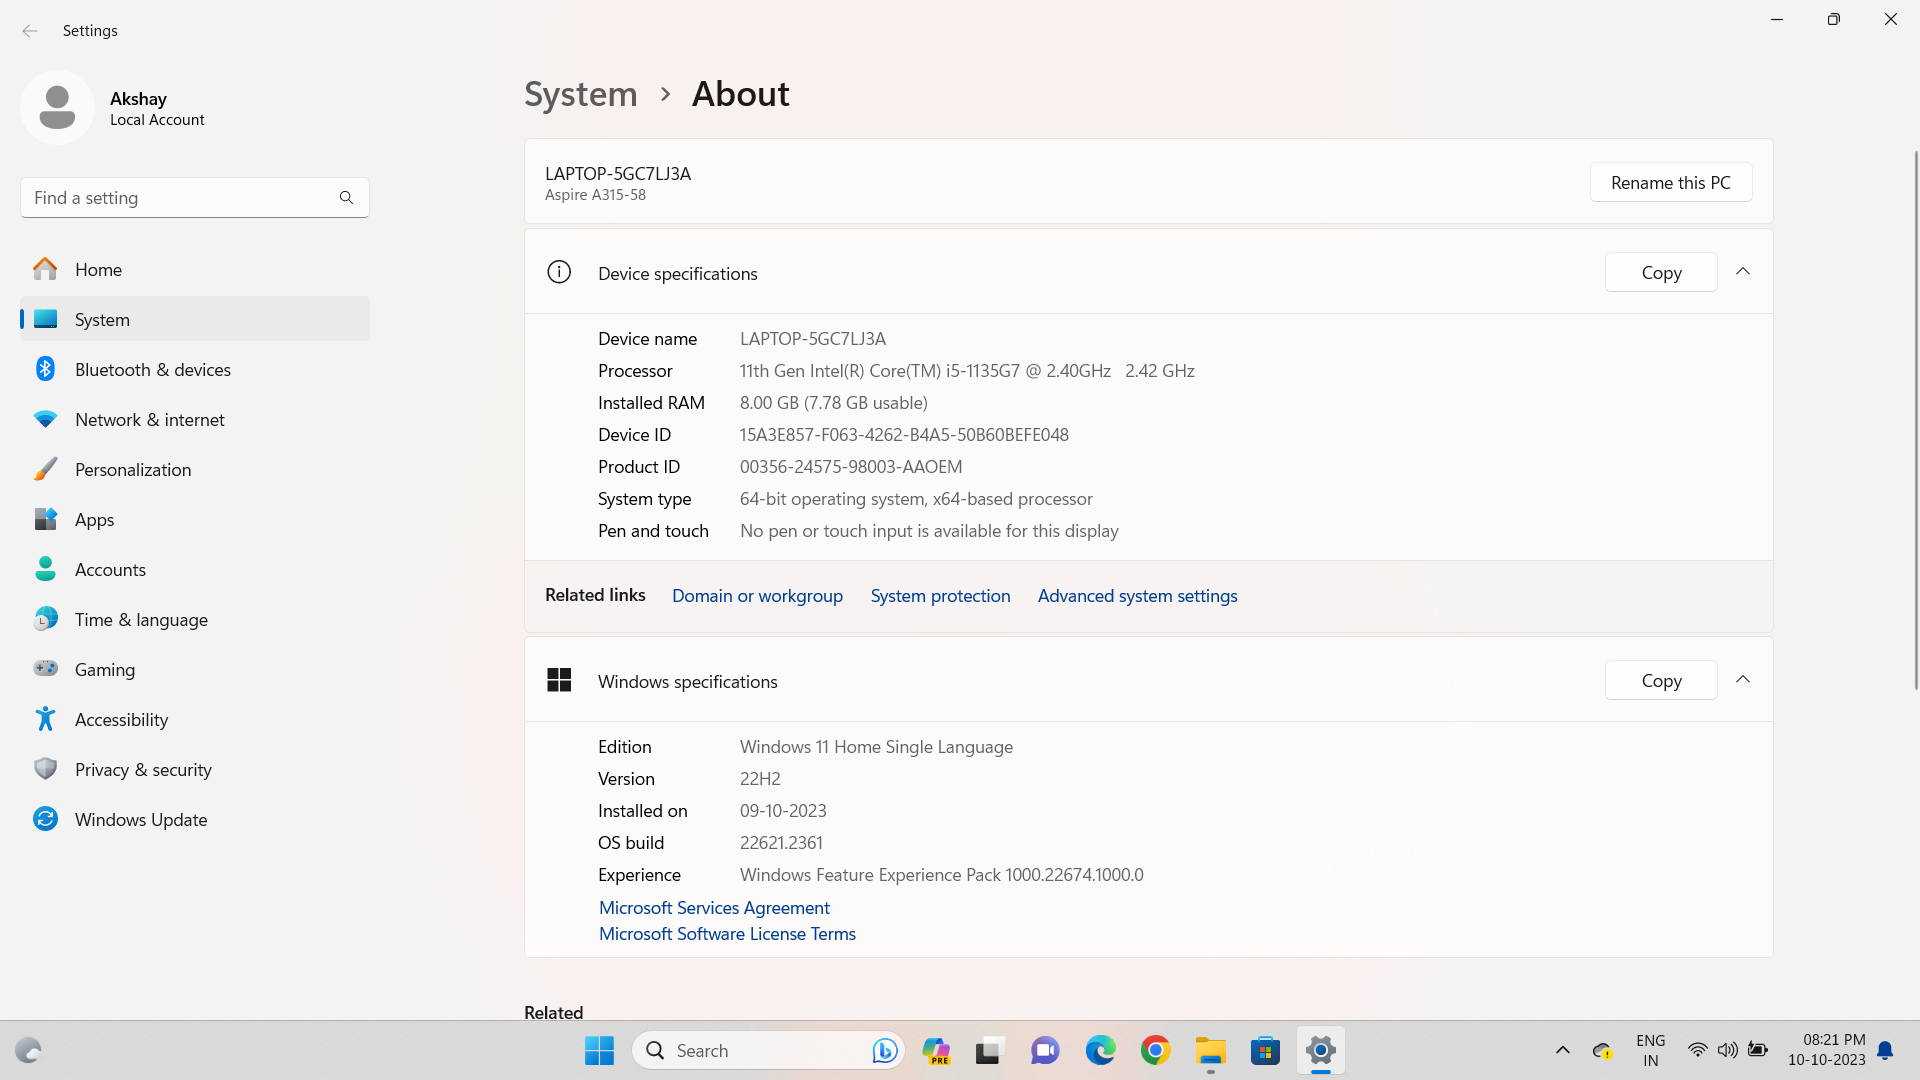 Settings
Akshay
Local Account
Find a setting
Home
System
Bluetooth & devices
Network & internet
Personalization
Apps
Accounts
Time & language
Gaming
Accessibility
Privacy & security
Windows Update
System > About
LAPTOP-5GC7LJ3A
Aspire A315-58
Rename this PC
Device specifications
Copy
Device name LAPTOP-5GC7LJ3A
Processor 11th Gen Intel(R) Core(TM) i5-1135G7 @ 2.40GHz 2.42 GHz
Installed RAM 8.00 GB (7.78 GB usable)
Device ID 15A3E857-F063-4262-B4A5-50B60BEFE048
Product ID 00356-24575-98003-AAOEM
System type 64-bit operating system, x64-based processor
Pen and touch No pen or touch input is available for this display
Related links Domain or workgroup System protection Advanced system settings
Windows specifications
Copy
Edition Windows 11 Home Single Language
Version 22H2
Installed on 09-10-2023
OS build 22621.2361
Experience Windows Feature Experience Pack 1000.22674.1000.0
Microsoft Services Agreement
Microsoft Software License Terms
Related
Search
PRE
ENG
IN
08:21 PM
10-10-2023